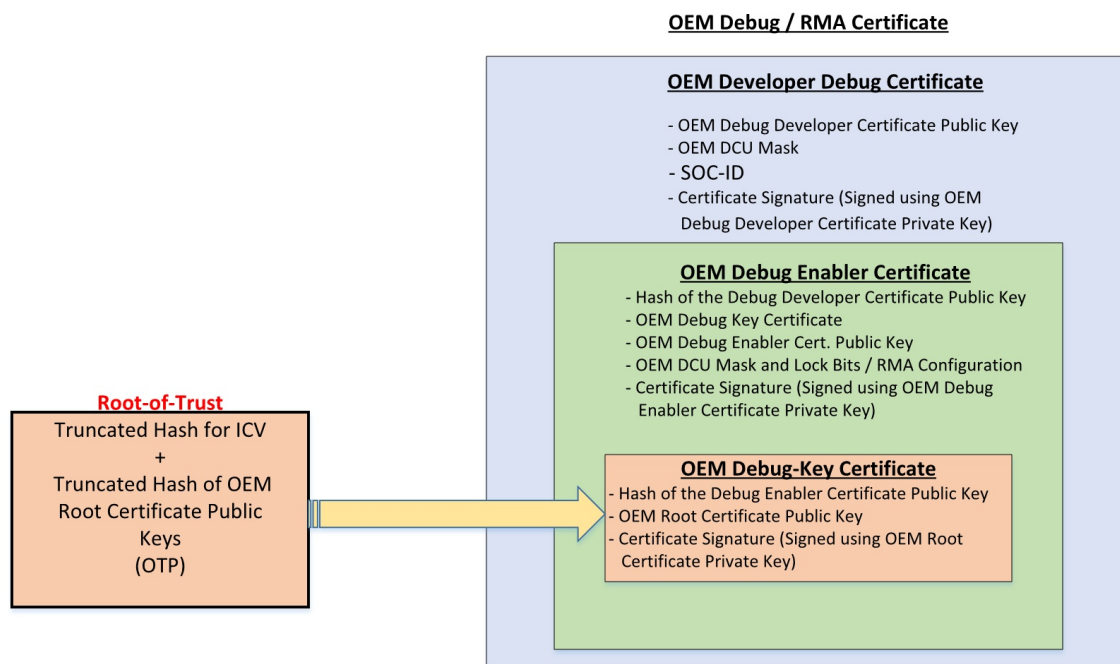 OEM Debug / RMA Certificate
OEM Developer Debug Certificate
- OEM Debug Developer Certificate Public Key
- OEM DCU Mask
- SOC-ID
- Certificate Signature (Signed using OEM
Debug Developer Certificate Private Key)
OEM Debug Enabler Certificate
- Hash of the Debug Developer Certificate Public Key
- OEM Debug Key Certificate
- OEM Debug Enabler Cert. Public Key
- OEM DCU Mask and Lock Bits / RMA Configuration
- Certificate Signature (Signed using OEM Debug
Enabler Certificate Private Key)
Root-of-Trust
Truncated Hash for ICV
+
Truncated Hash of OEM
Root Certificate Public
Keys
(OTP)
OEM Debug-Key Certificate
- Hash of the Debug Enabler Certificate Public Key
- OEM Root Certificate Public Key
- Certificate Signature (Signed using OEM Root
Certificate Private Key)